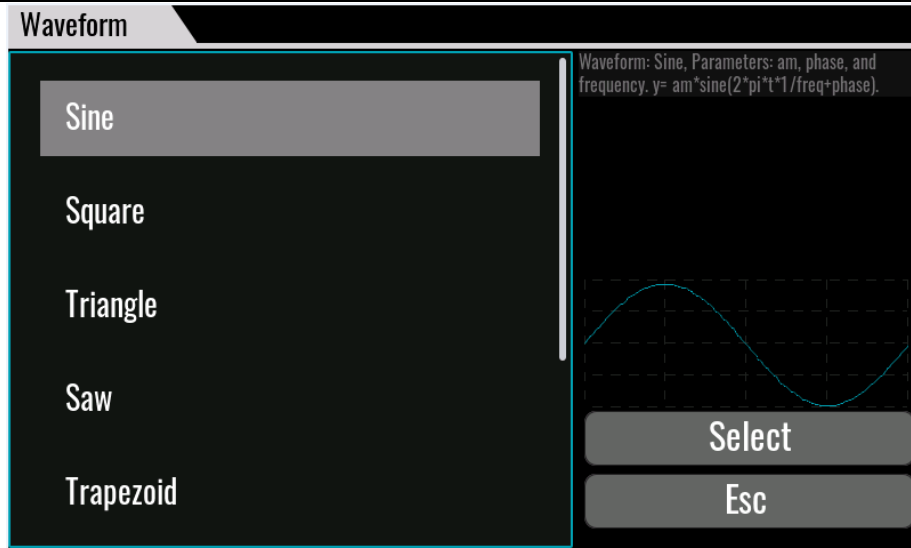 Waveform
Sine
Square
Triangle
Saw
Trapezoid
Waveform: Sine, Parameters: am, phase, and
frequency. y= am*sine(2*pi*t*1/freq+phase).
Select
Esc